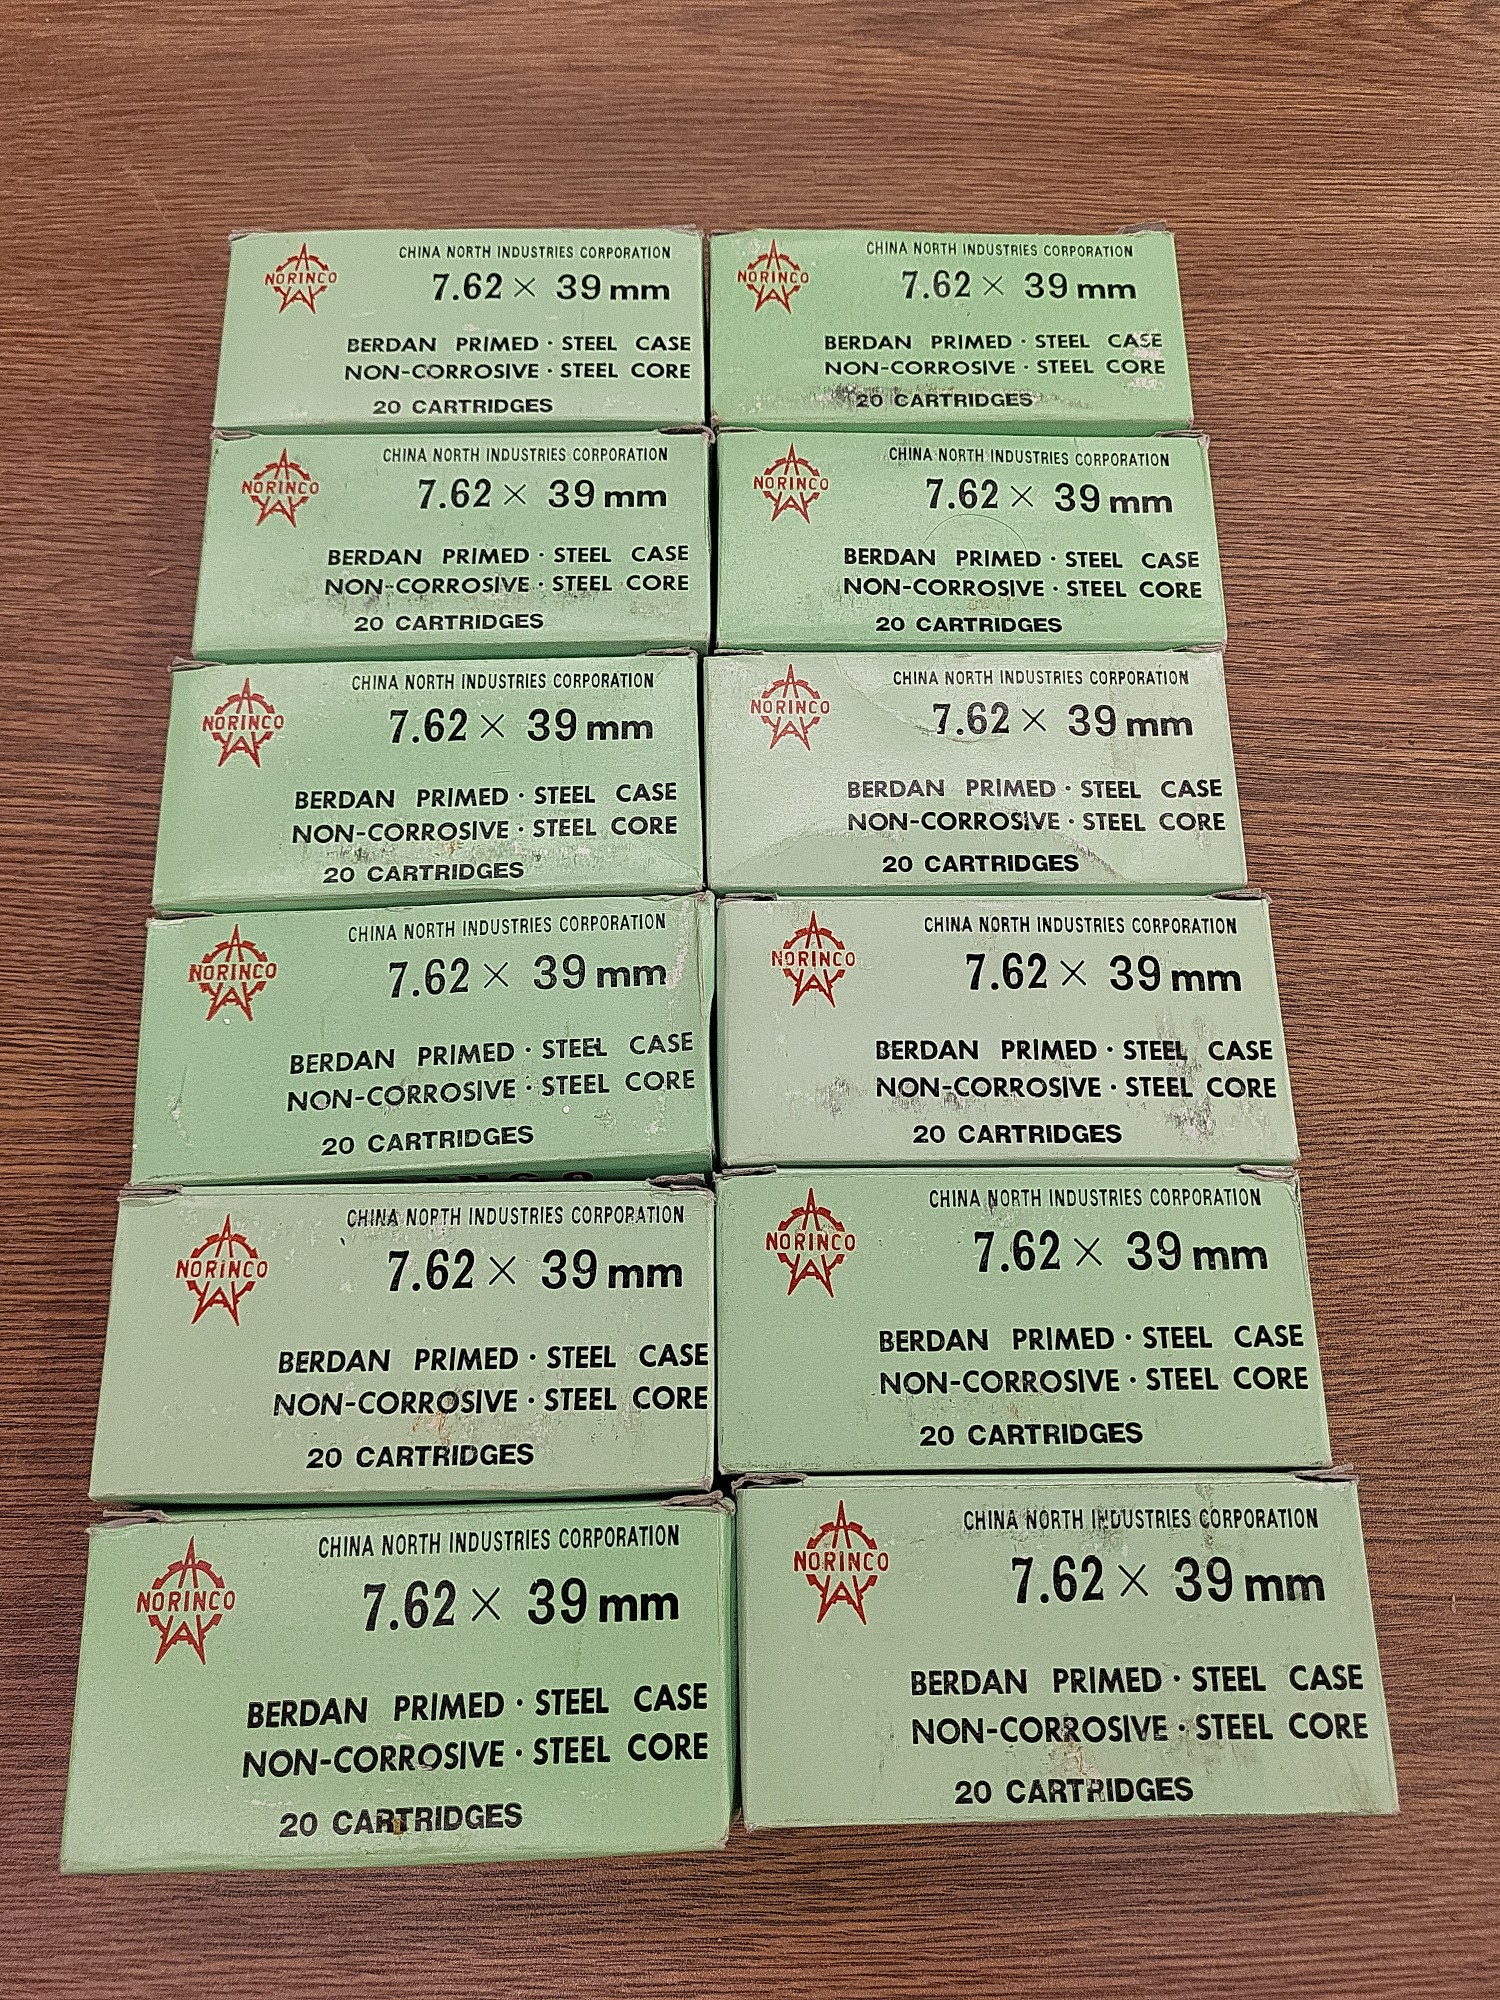 CHINA NORTH INDUSTRIES CORPORATION
NORINCO
7.62 × 39 mm
BERDAN PRIMED · STEEL CASE
NON-CORROSIVE · STEEL CORE
20 CARTRIDGES
CHINA NORTH INDUSTRIES CORPORATION
NORINCO
7.62 × 39 mm
BERDAN PRIMED · STEEL CASE
NON-CORROSIVE · STEEL CORE
20 CARTRIDGES
CHINA NORTH INDUSTRIES CORPORATION
NORINCO
7.62 × 39 mm
BERDAN PRIMED · STEEL CASE
NON-CORROSIVE · STEEL CORE
20 CARTRIDGES
CHINA NORTH INDUSTRIES CORPORATION
NORINCO
7.62 × 39 mm
BERDAN PRIMED · STEEL CASE
NON-CORROSIVE · STEEL CORE
20 CARTRIDGES
CHINA NORTH INDUSTRIES CORPORATION
NORINCO
7.62 × 39 mm
BERDAN PRIMED · STEEL CASE
NON-CORROSIVE · STEEL CORE
20 CARTRIDGES
CHINA NORTH INDUSTRIES CORPORATION
NORINCO
7.62 × 39 mm
BERDAN PRIMED · STEEL CASE
NON-CORROSIVE · STEEL CORE
20 CARTRIDGES
CHINA NORTH INDUSTRIES CORPORATION
NORINCO
7.62 × 39 mm
BERDAN PRIMED · STEEL CASE
NON-CORROSIVE · STEEL CORE
20 CARTRIDGES
CHINA NORTH INDUSTRIES CORPORATION
NORINCO
7.62 × 39 mm
BERDAN PRIMED · STEEL CASE
NON-CORROSIVE · STEEL CORE
20 CARTRIDGES
CHINA NORTH INDUSTRIES CORPORATION
NORINCO
7.62 × 39 mm
BERDAN PRIMED · STEEL CASE
NON-CORROSIVE · STEEL CORE
20 CARTRIDGES
CHINA NORTH INDUSTRIES CORPORATION
NORINCO
7.62 × 39 mm
BERDAN PRIMED · STEEL CASE
NON-CORROSIVE · STEEL CORE
20 CARTRIDGES
CHINA NORTH INDUSTRIES CORPORATION
NORINCO
7.62 × 39 mm
BERDAN PRIMED · STEEL CASE
NON-CORROSIVE · STEEL CORE
20 CARTRIDGES
CHINA NORTH INDUSTRIES CORPORATION
NORINCO
7.62 × 39 mm
BERDAN PRIMED · STEEL CASE
NON-CORROSIVE · STEEL CORE
20 CARTRIDGES